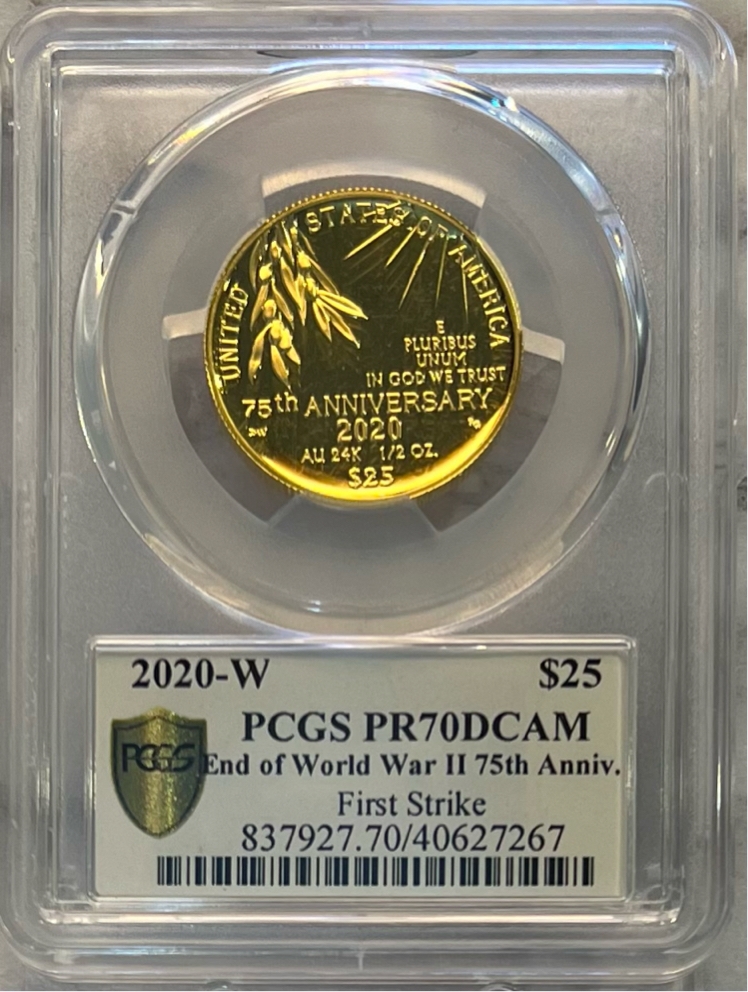 UNITED STATES OF AMERICA
E
PLURIBUS
UNUM
IN GOD WE TRUST
75th ANNIVERSARY
2020
AU 24K 1/2 OZ.
$25
2020-W $25
PCGS PR70DCAM
PCGS End of World War II 75th Anniv.
First Strike
837927.70/40627267